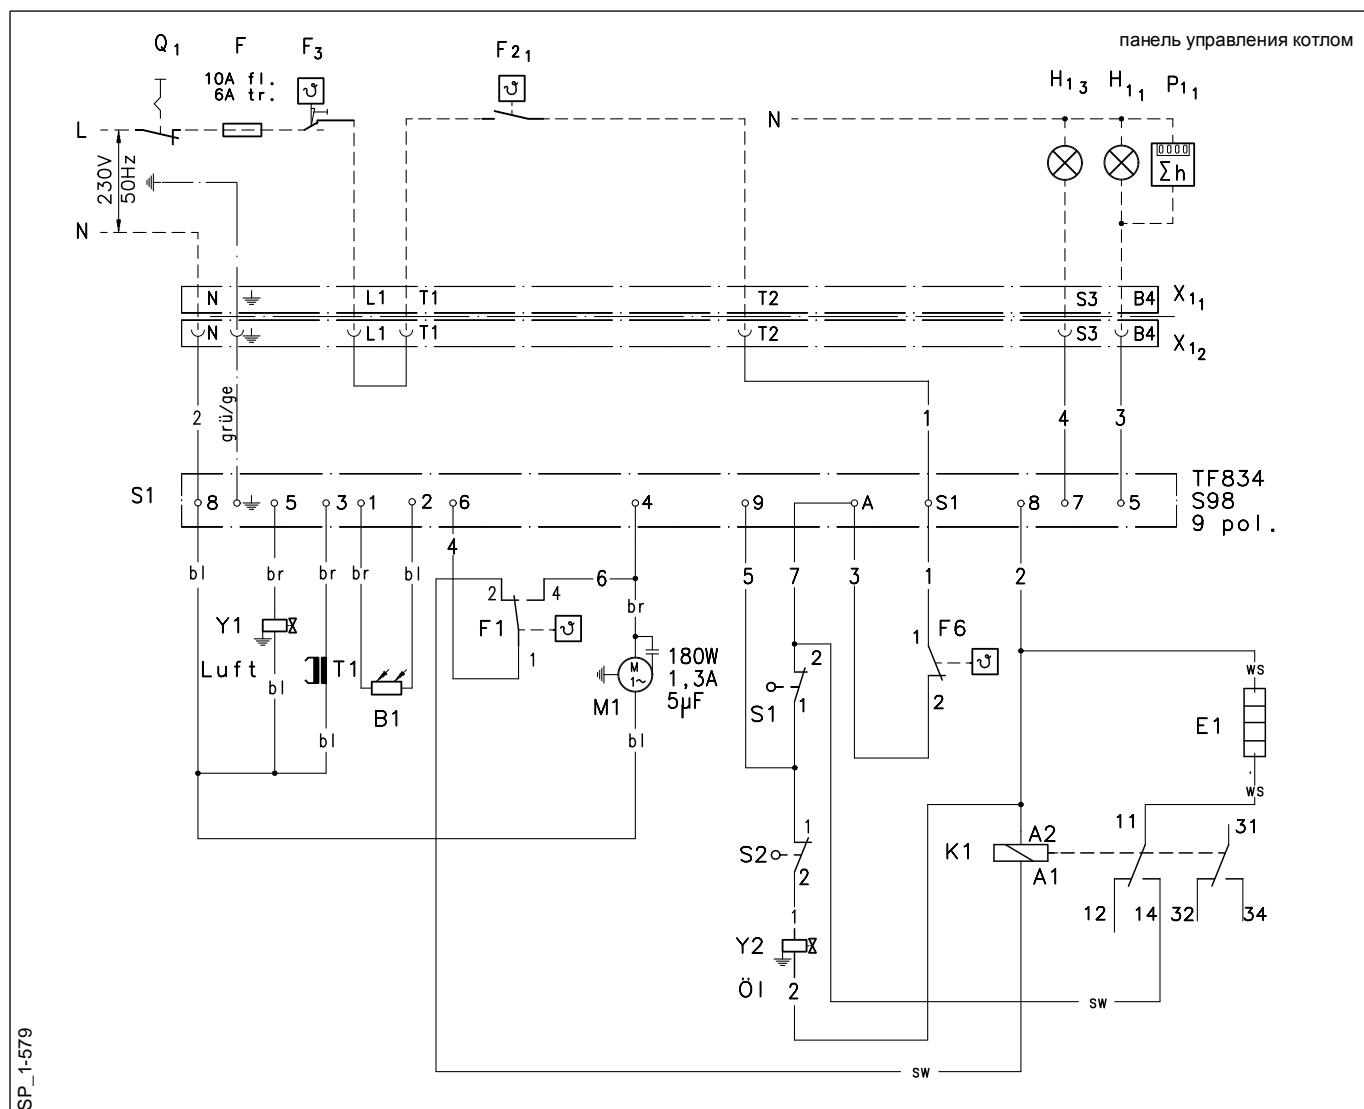 панель управления котлом
Q1 F F3 F21 H13 H11 P11
10A fl.
6A tr.
ϑ ϑ
L N
0000
Σh
230V
50Hz
N
N L1 T1 T2 S3 B4 X11
N L1 T1 T2 S3 B4 X12
2 grü/ge 1 4 3
TF834
S98
9 pol.
S1 8 5 3 1 2 6 4 9 A S1 8 7 5
4
bl br br br bl 6 5 7 3 1 2
2 4 br
Y1 F1 ϑ 1 F6
1 180W 2 ϑ
Luft T1 M 1,3A ws
1~ 5µF
bl M1 S1 1 2
B1 E1
bl bl
ws
11 31
1 A2
S2 K1
2 A1
12 14 32 34
1
Y2
Öl 2
sw
sw
SP_1-579